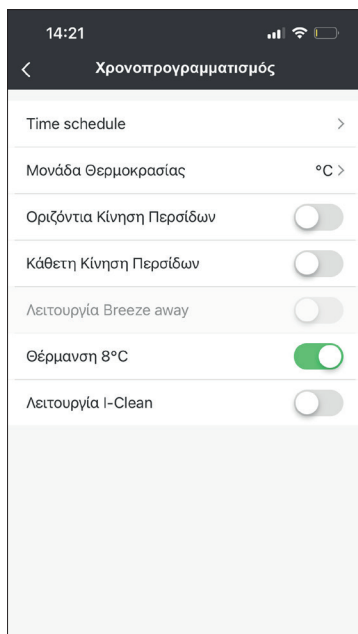 14:21
Χρονοπρογραμματισμός
Time schedule
Μονάδα Θερμοκρασίας °C
Οριζόντια Κίνηση Περσίδων
Κάθετη Κίνηση Περσίδων
Λειτουργία Breeze away
Θέρμανση 8°C
Λειτουργία I-Clean